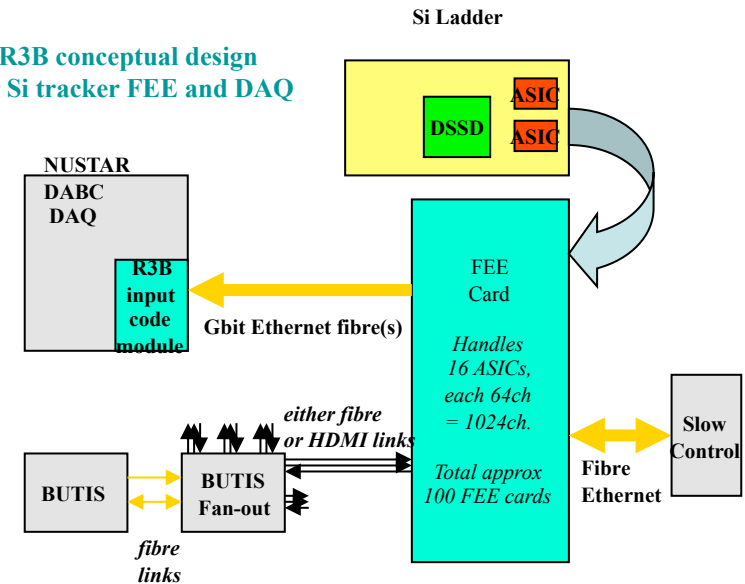 Si Ladder
R3B conceptual design
Si tracker FEE and DAQ
ASIC
DSSD
ASIC
NUSTAR
DABC
DAQ
R3B
input
code
module
Gbit Ethernet fibre(s)
FEE
Card
Handles
16 ASICs,
each 64ch
= 1024ch.
Total approx
100 FEE cards
either fibre
or HDMI links
Slow
Control
Fibre
Ethernet
BUTIS
BUTIS
Fan-out
fibre
links